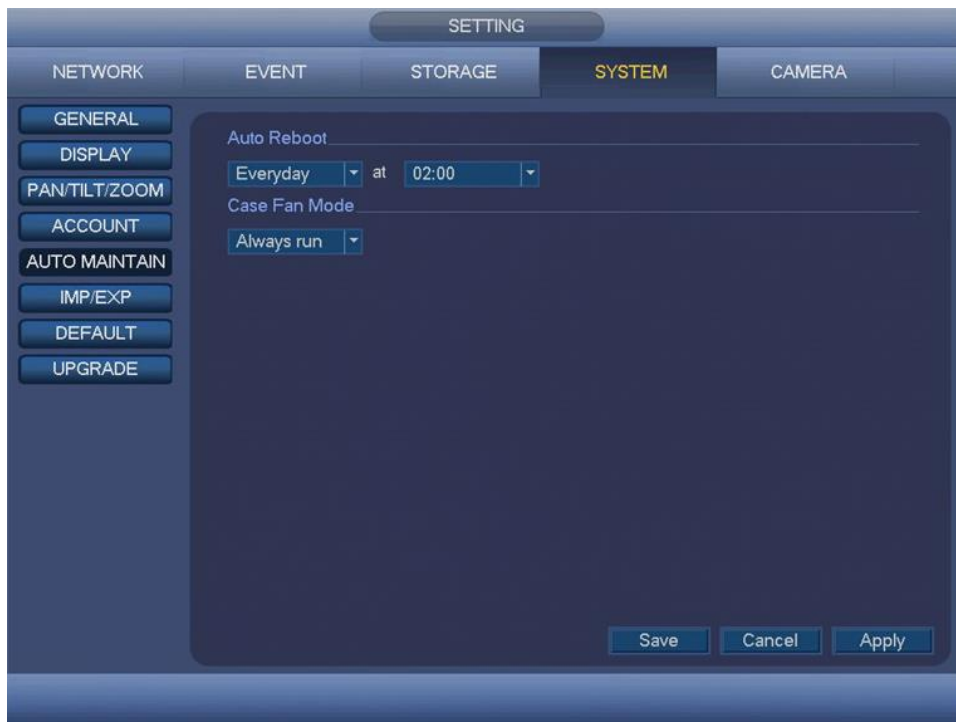 SETTING
NETWORK EVENT STORAGE SYSTEM CAMERA
GENERAL
DISPLAY
PAN/TILT/ZOOM
ACCOUNT
AUTO MAINTAIN
IMP/EXP
DEFAULT
UPGRADE
Auto Reboot
Everyday at 02:00
Case Fan Mode
Always run
Save Cancel Apply